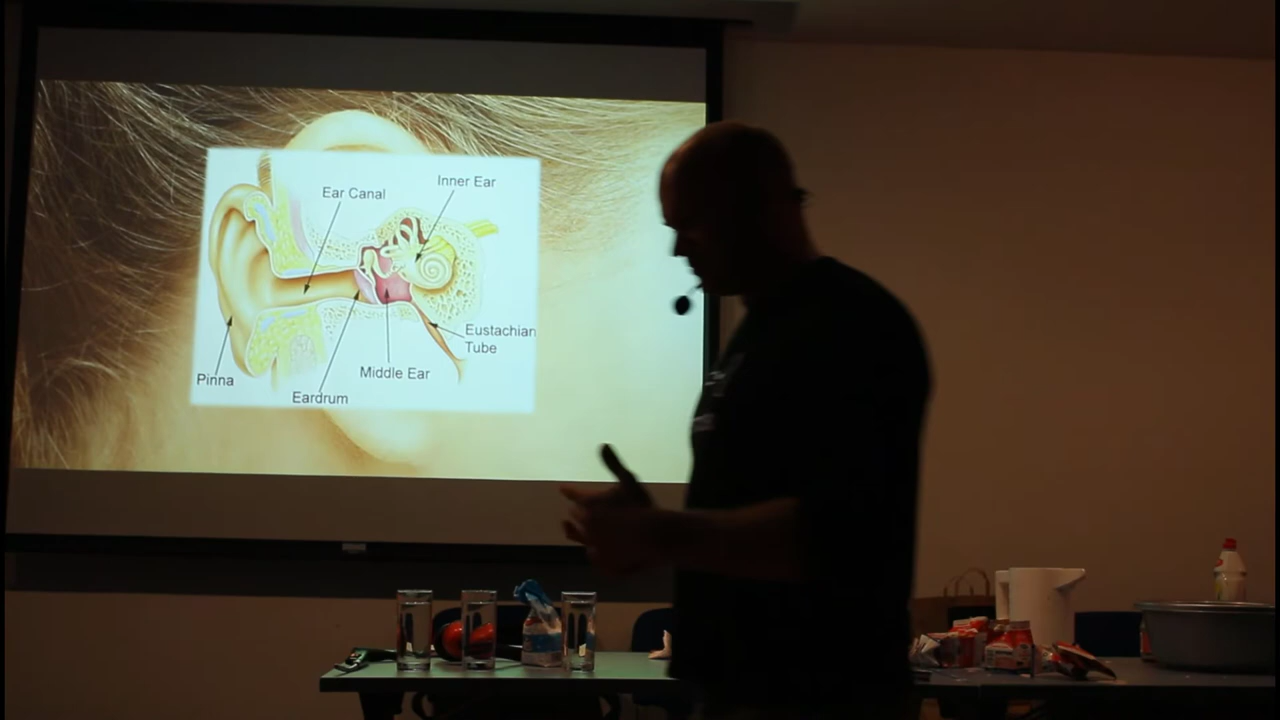 Inner Ear
Ear Canal
Eustachian
Tube
Middle Ear
Pinna
Eardrum